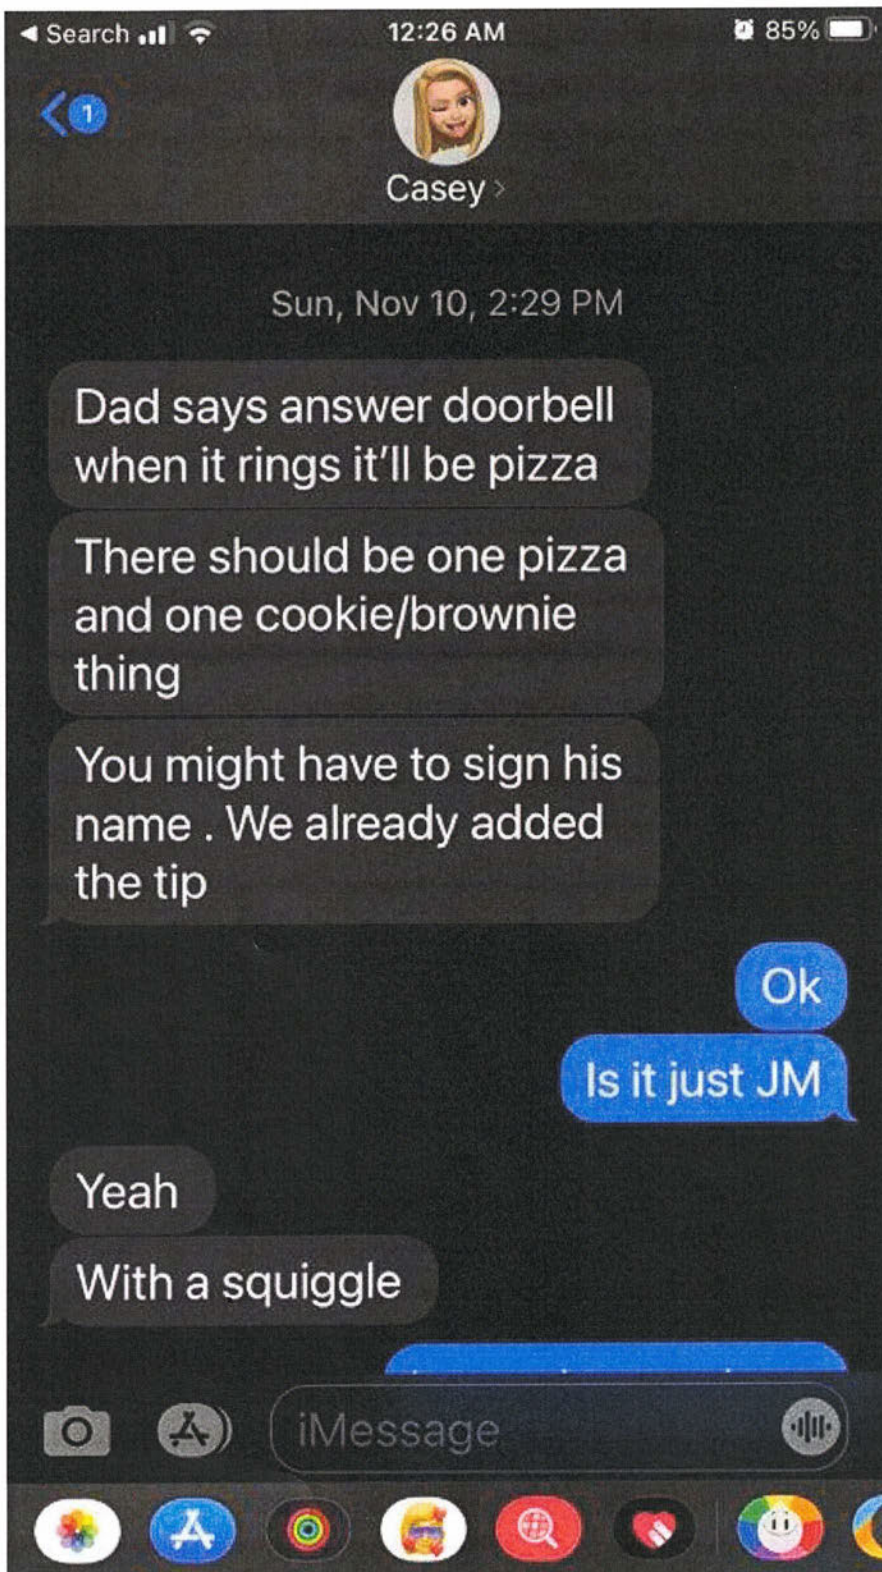 Search
12:26 AM
85%
1
Casey
Sun, Nov 10, 2:29 PM
Dad says answer doorbell
when it rings it'll be pizza
There should be one pizza
and one cookie/brownie
thing
You might have to sign his
name . We already added
the tip
Ok
Is it just JM
Yeah
With a squiggle
iMessage